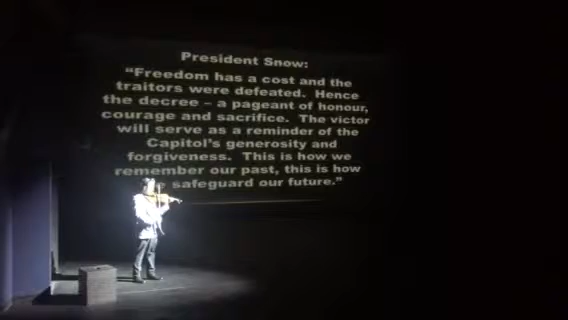 President Snow:
"Freedom has a cost and the
traitors were defeated. Hence
the decree – a pageant of honour,
courage and sacrifice. The victor
will serve as a reminder of the
Capitol's generosity and
forgiveness. This is how we
remember our past, this is how
safeguard our future."